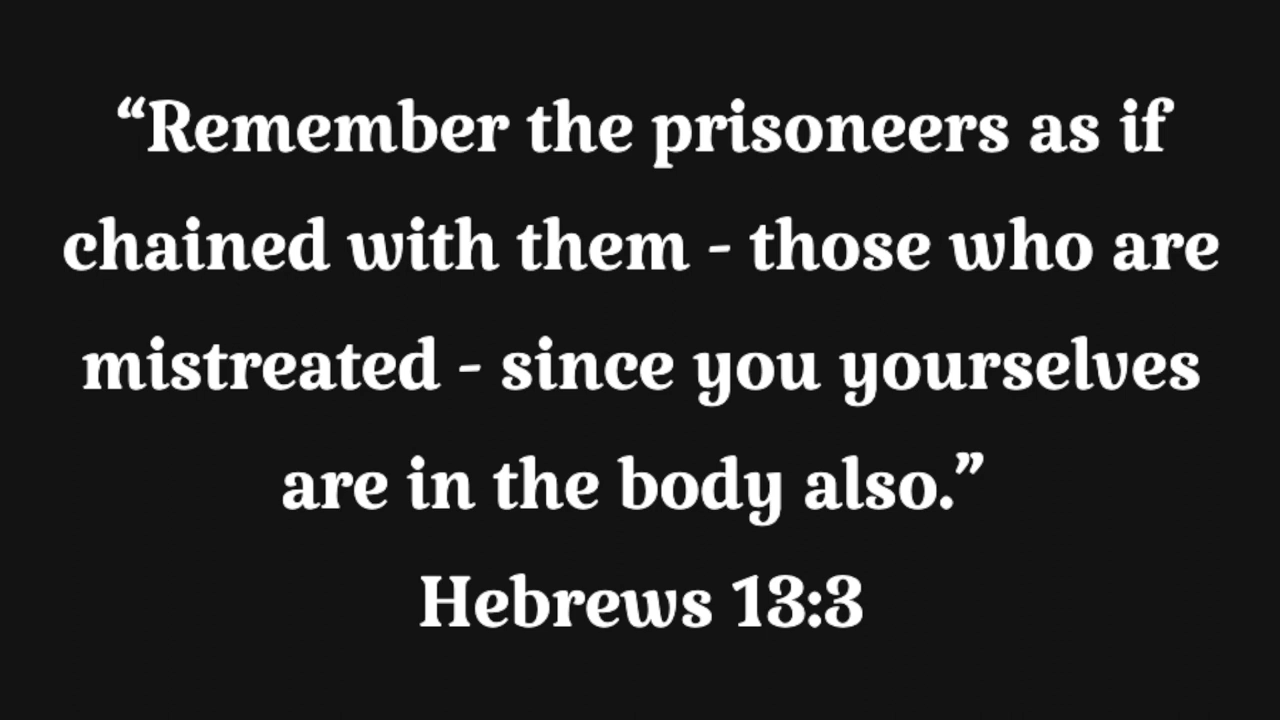 “Remember the prisoneers as if
chained with them - those who are
mistreated - since you yourselves
are in the body also.”
Hebrews 13:3